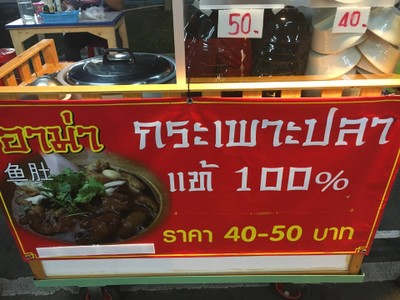 50.-
40.-
อาม่า
鱼肚
กระเพาะปลา
แท้ 100%
ราคา 40-50 บาท